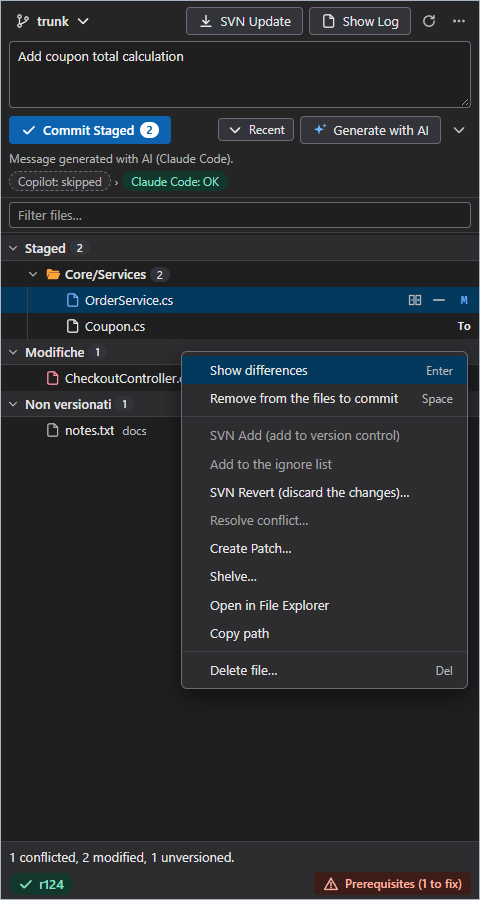 trunk
SVN Update
Show Log
Add coupon total calculation
Commit Staged 2
Recent
Generate with AI
Message generated with AI (Claude Code).
Copilot: skipped › Claude Code: OK
Filter files...
Staged 2
Core/Services 2
OrderService.cs M
Coupon.cs To
Modifiche 1
CheckoutController.
Non versionati 1
notes.txt docs
Show differences Enter
Remove from the files to commit Space
SVN Add (add to version control)
Add to the ignore list
SVN Revert (discard the changes)...
Resolve conflict...
Create Patch...
Shelve...
Open in File Explorer
Copy path
Delete file... Del
1 conflicted, 2 modified, 1 unversioned.
r124
Prerequisites (1 to fix)